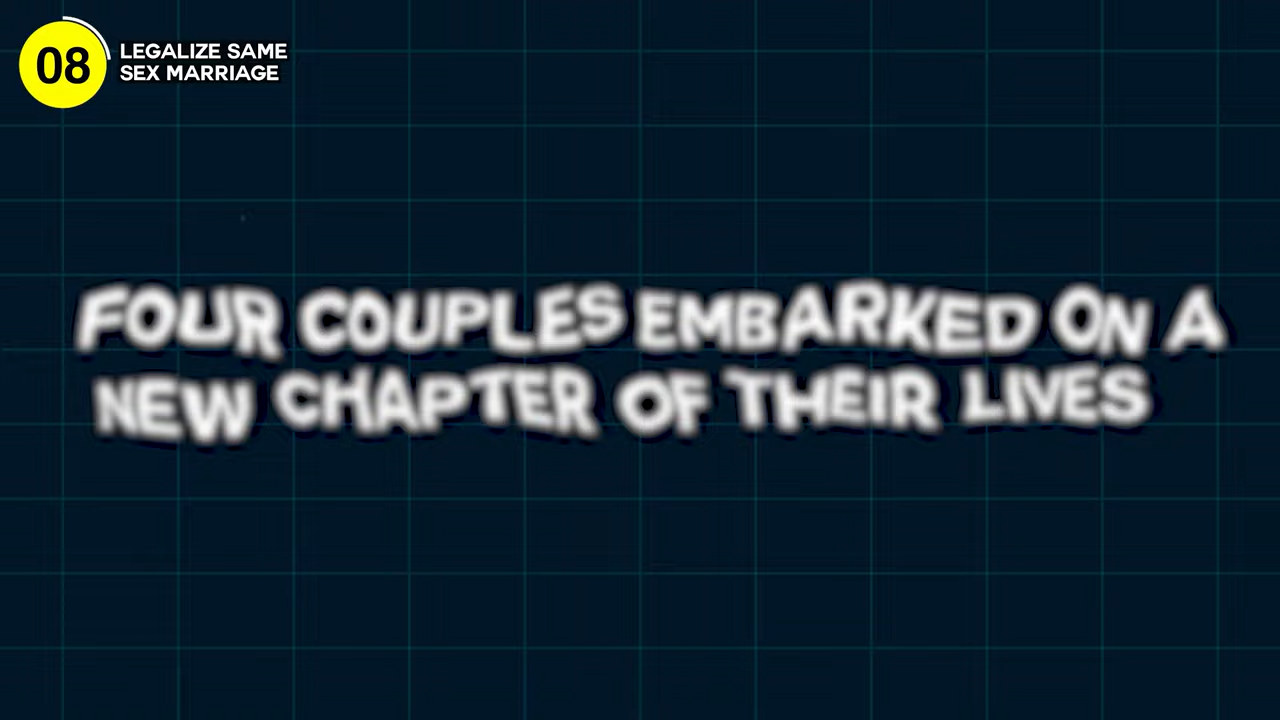 08
LEGALIZE SAME
SEX MARRIAGE
FOUR COUPLES EMBARKED ON A
NEW CHAPTER OF THEIR LIVES